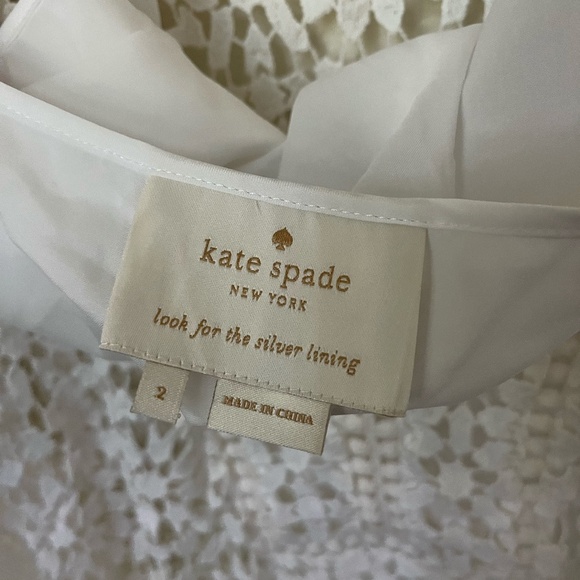 kate spade
NEW YORK
look for the silver lining
2
MADE IN CHINA